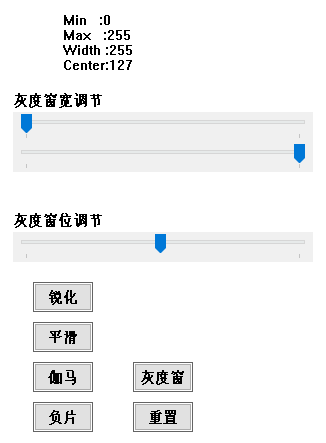 Min :0
Max :255
Width :255
Center:127
灰度窗宽调节
灰度窗位调节
锐化
平滑
伽马 灰度窗
负片 重置